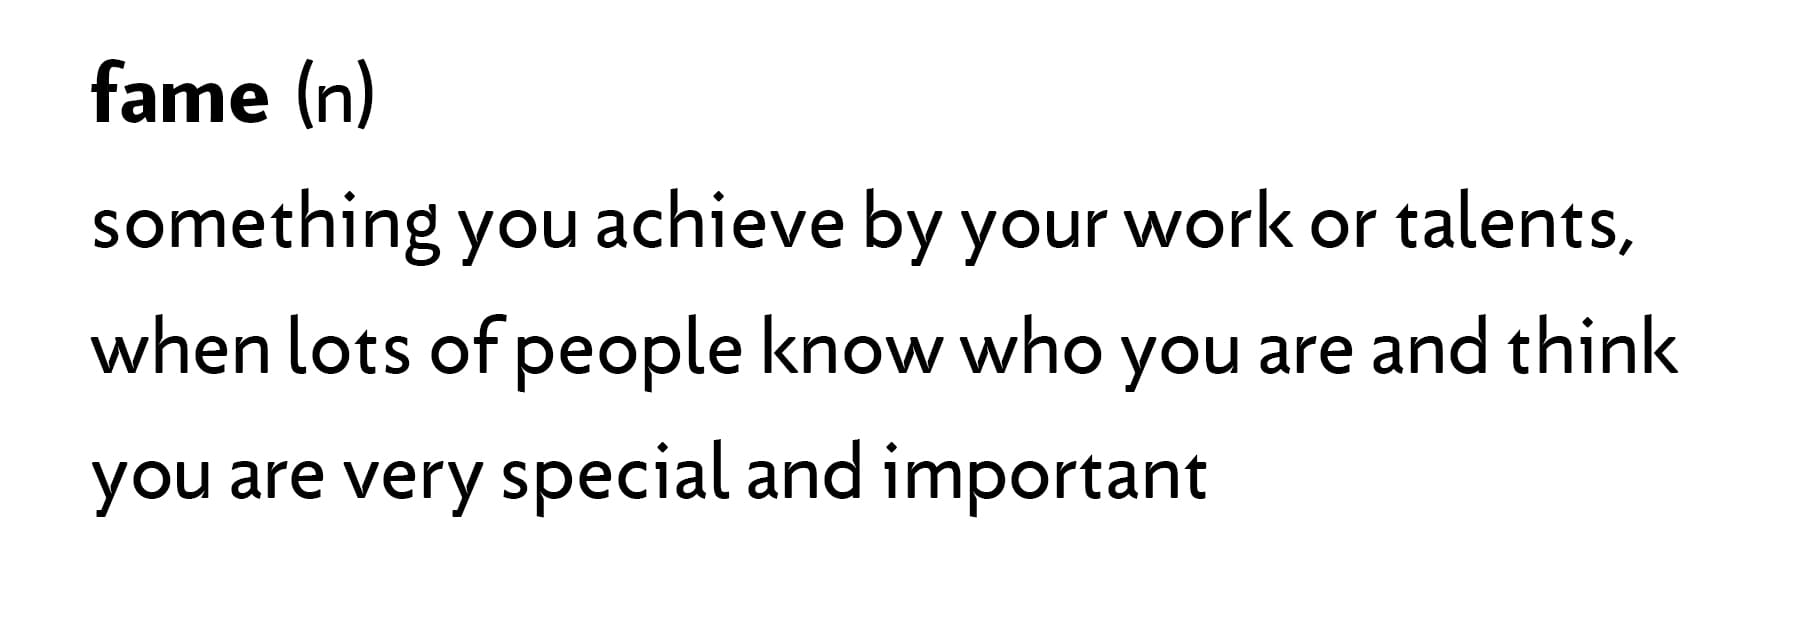 fame (n)
something you achieve by your work or talents,
when lots of people know who you are and think
you are very special and important